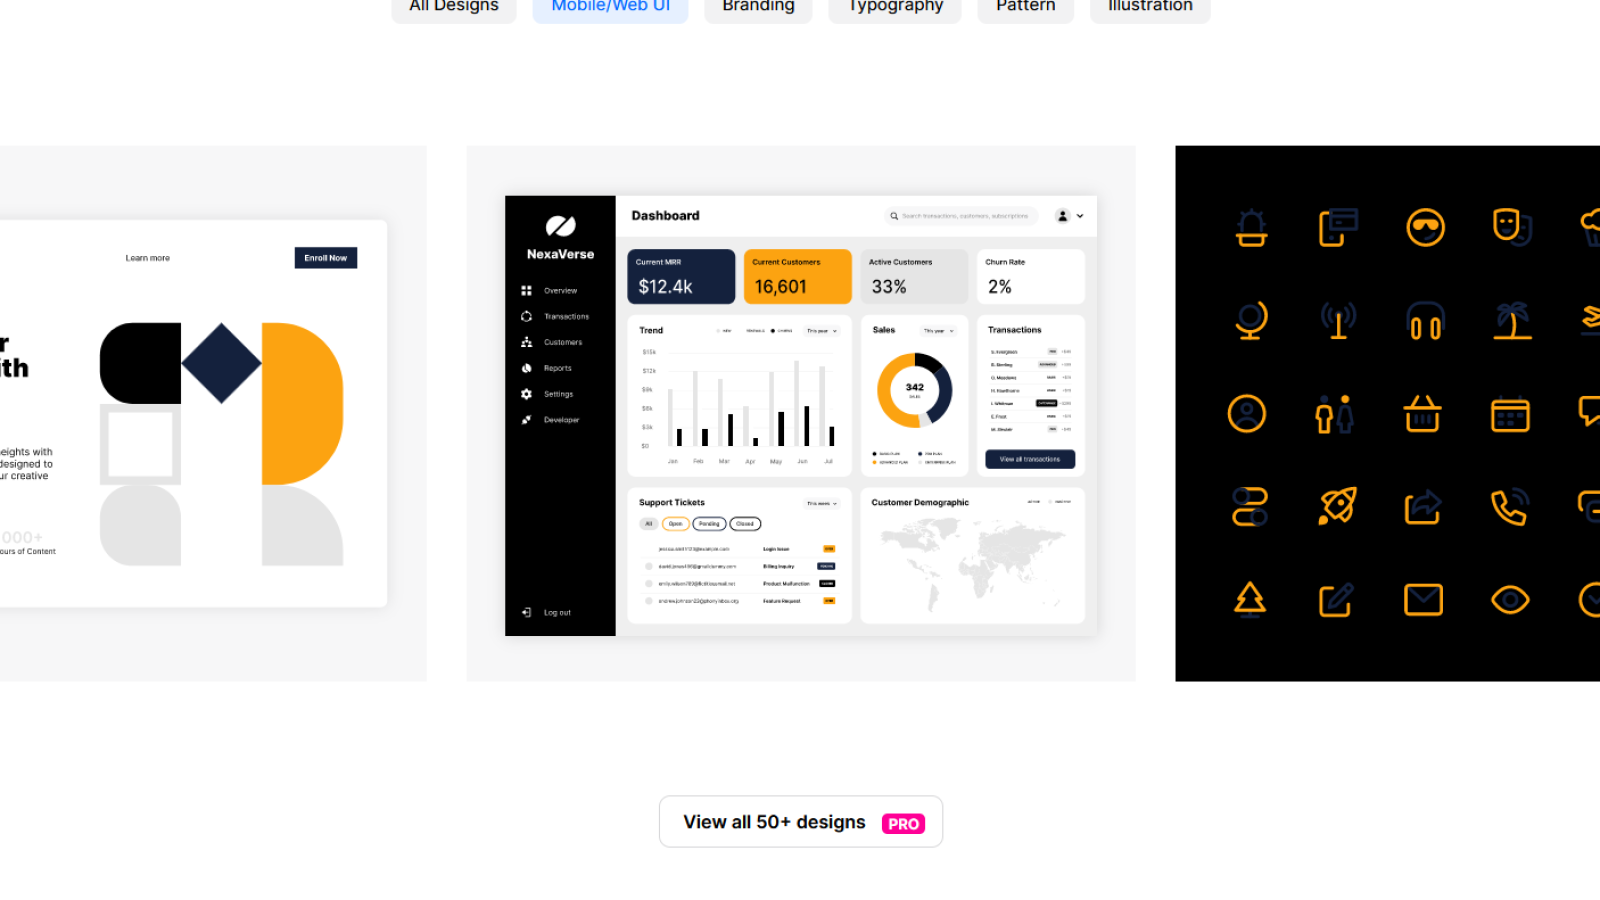 All Designs
Mobile/Web UI
Branding
Typography
Pattern
Illustration
Learn more
Enroll Now
r
ith
eights with
designed to
ur creative
000+
ours of Content
NexaVerse
Overview
Transactions
Customers
Reports
Settings
Developer
Log out
Dashboard
Search transactions, customers, subscriptions
Current MRR
$12.4k
Current Customers
16,601
Active Customers
33%
Churn Rate
2%
Trend
This year
$15k
$12k
$9k
$6k
$3k
$0
Jan
Feb
Mar
Apr
May
Jun
Jul
Sales
This year
342
Transactions
View all transactions
Support Tickets
This week
All
Open
Pending
Closed
Login Issue
Billing Inquiry
Product Malfunction
Feature Request
Customer Demographic
View all 50+ designs PRO